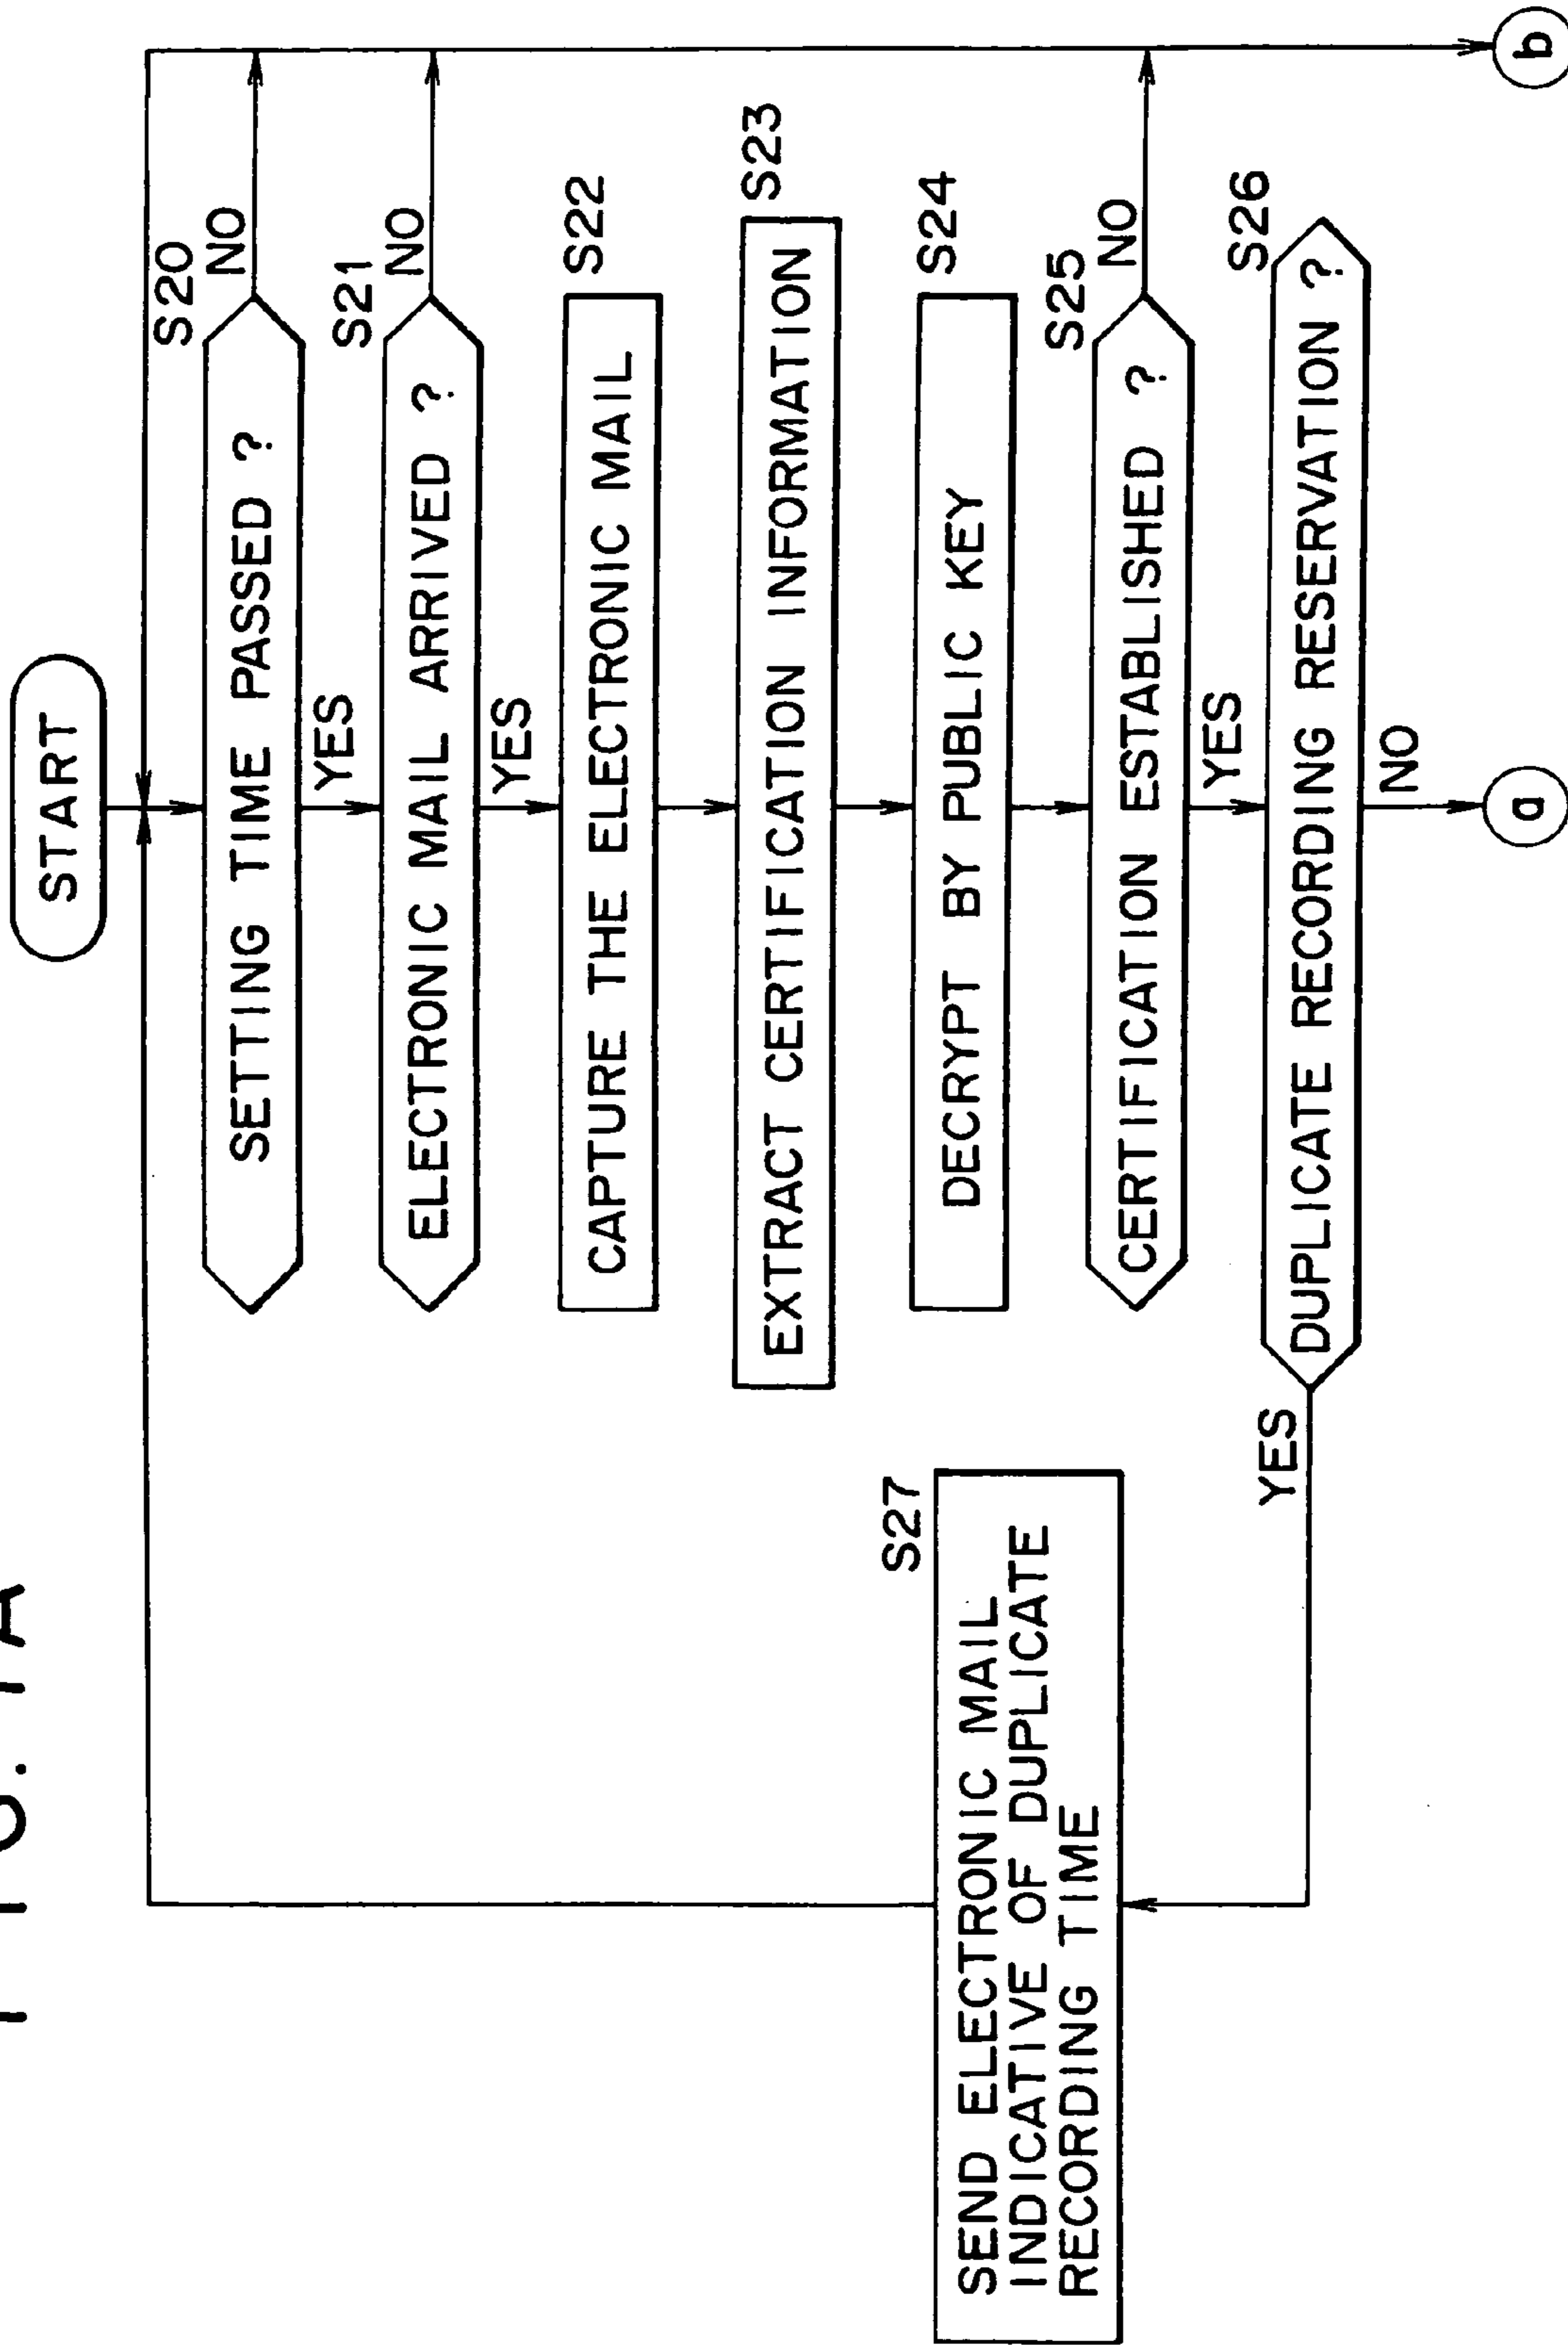 START
S20
SETTING TIME PASSED ?
NO
YES
S21
ELECTRONIC MAIL ARRIVED ?
NO
YES
S22
CAPTURE THE ELECTRONIC MAIL
S23
EXTRACT CERTIFICATION INFORMATION
S24
DECRYPT BY PUBLIC KEY
S25
CERTIFICATION ESTABLISHED ?
NO
YES
S26
DUPLICATE RECORDING RESERVATION ?
YES
NO
S27
SEND ELECTRONIC MAIL
INDICATIVE OF DUPLICATE
RECORDING TIME
a
b